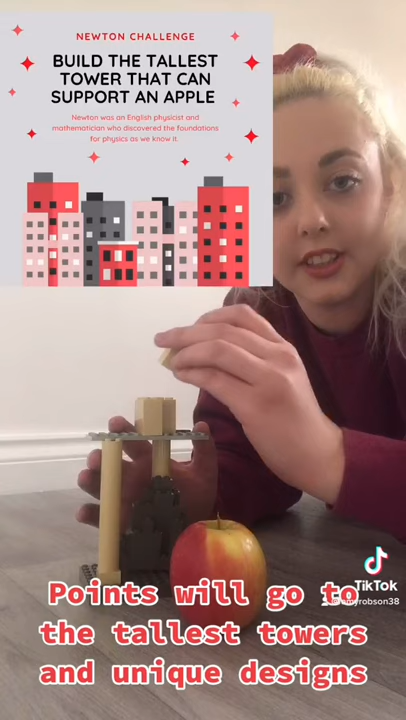 NEWTON CHALLENGE
BUILD THE TALLEST
TOWER THAT CAN
SUPPORT AN APPLE
Newton was an English physicist and
mathematician who discovered the foundations
for physics as we know it.
TikTok
Points will go to
the tallest towers
and unique designs